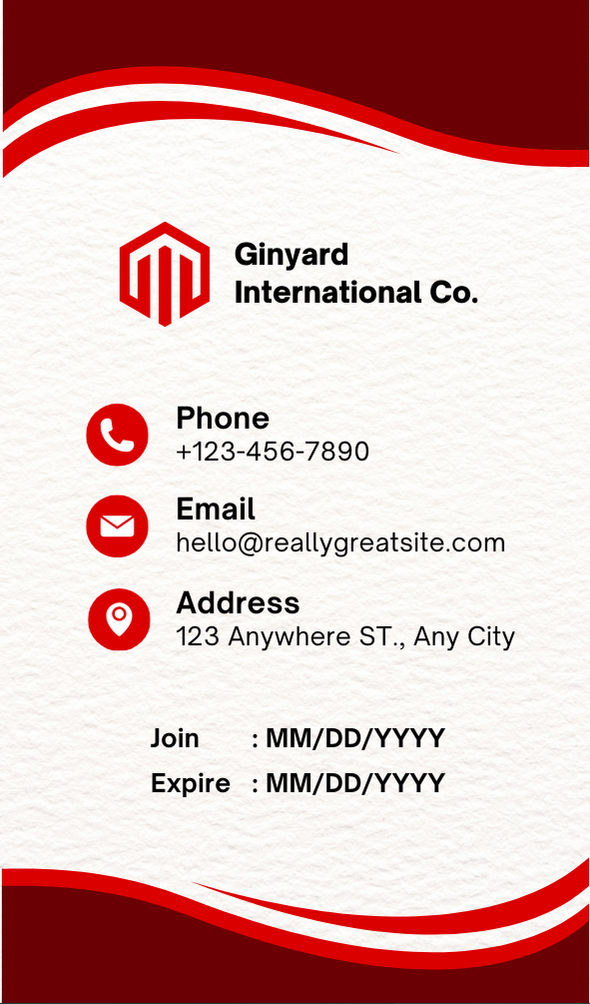 Ginyard
International Co.
Phone
+123-456-7890
Email
hello@reallygreatsite.com
Address
123 Anywhere ST., Any City
Join : MM/DD/YYYY
Expire : MM/DD/YYYY